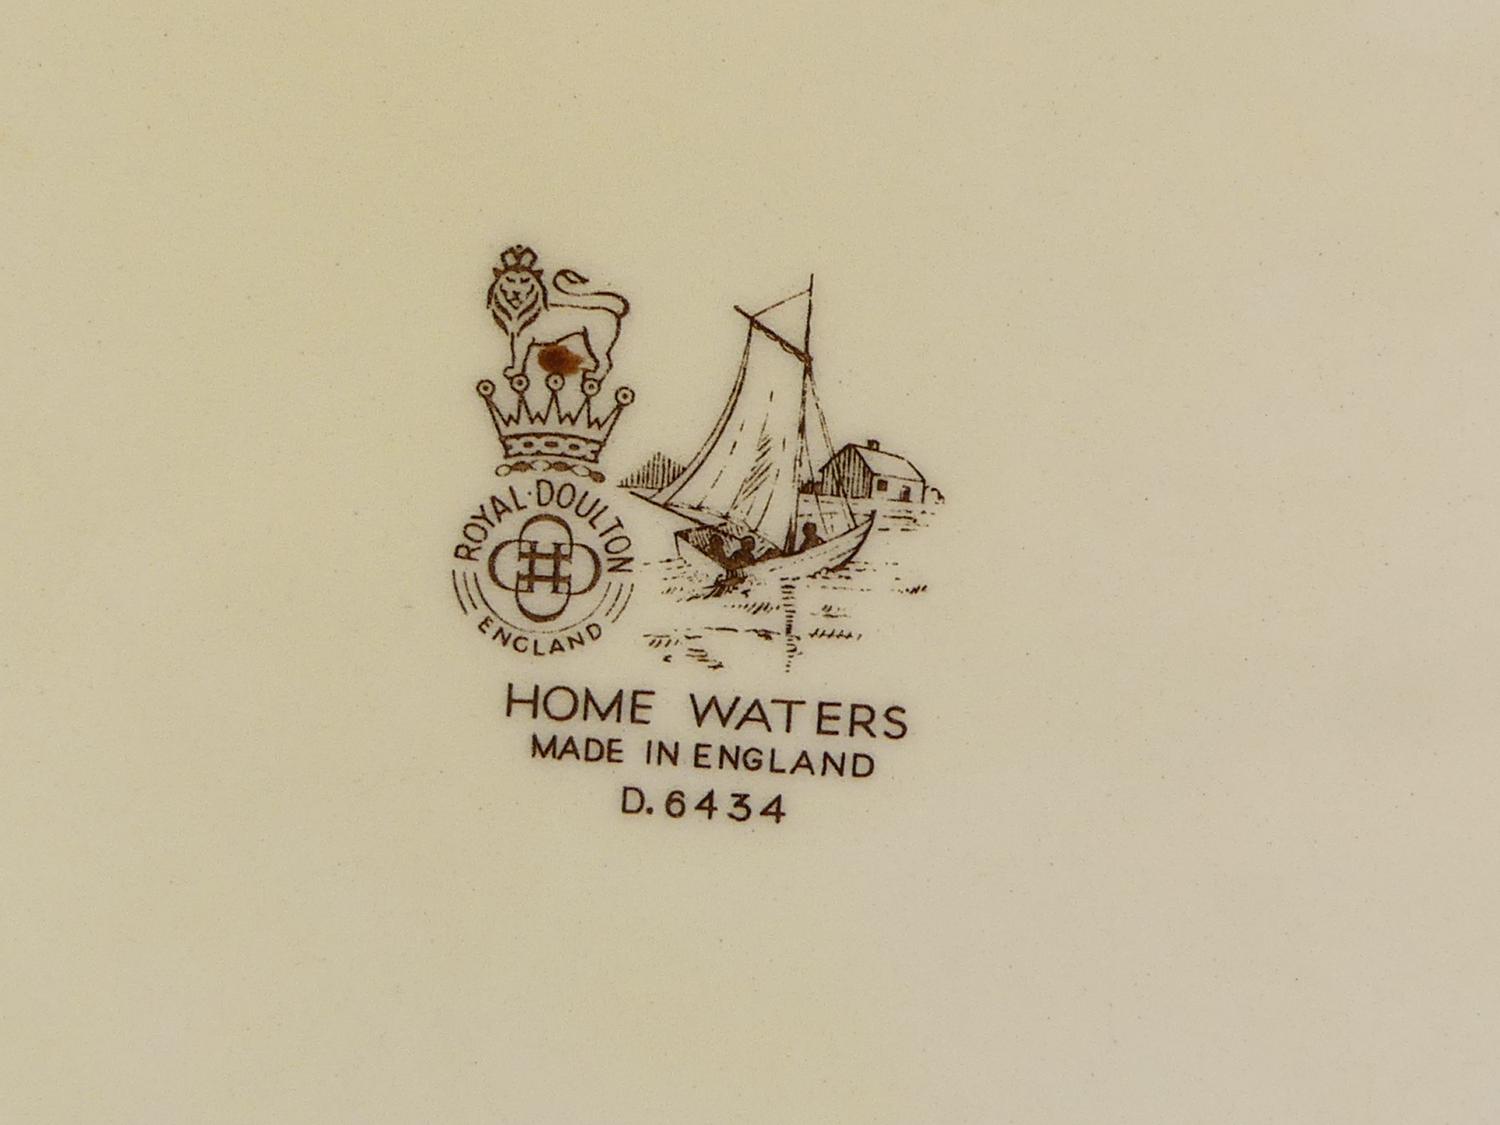 ROYAL·DOULTON
ENGLAND
HOME WATERS
MADE IN ENGLAND
D.6434